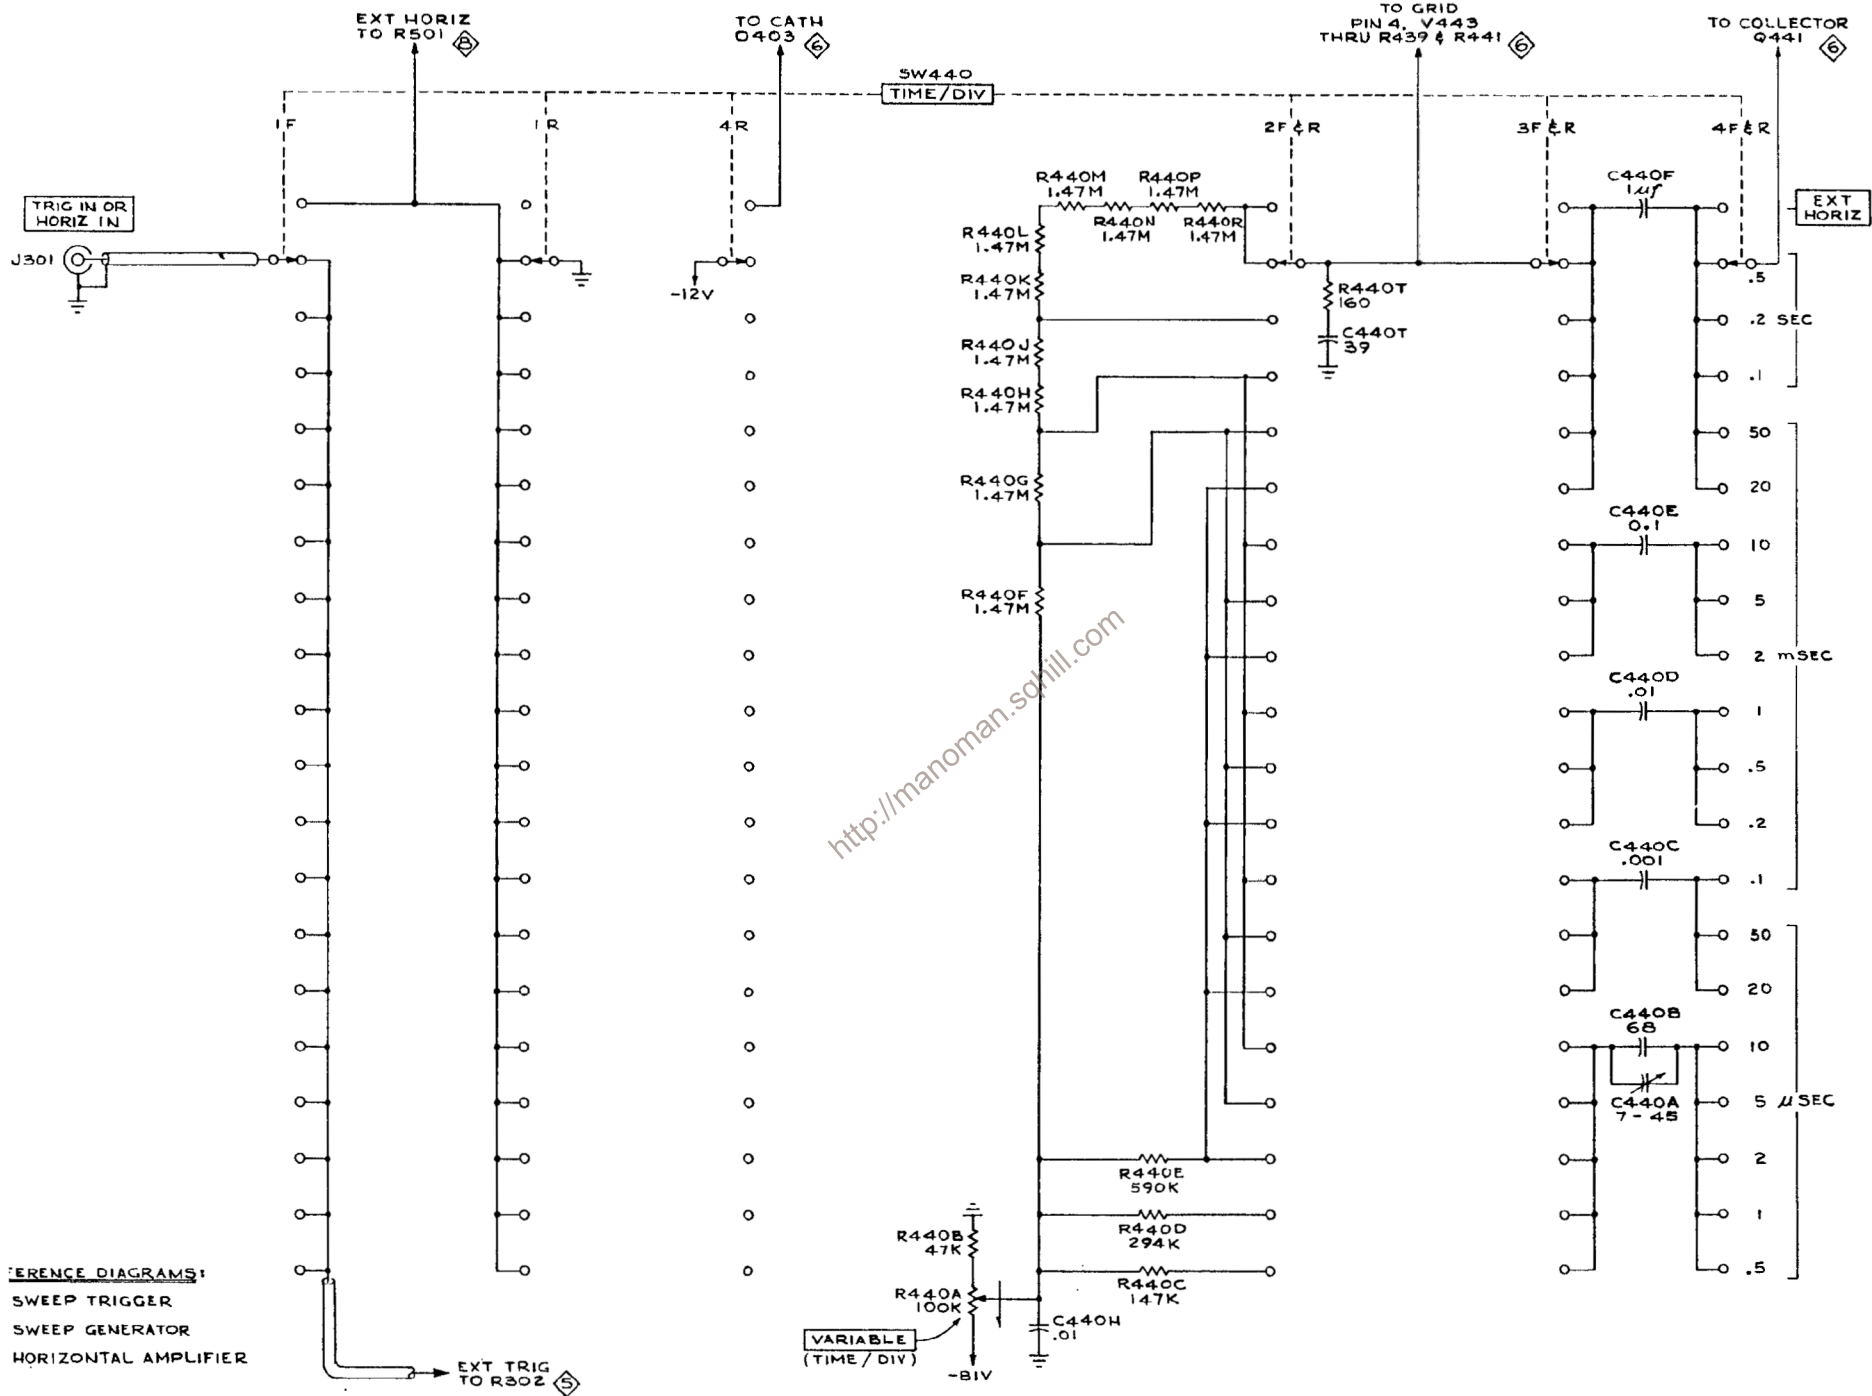 EXT HORIZ
TO R501 8
TO CATH
D403 6
TO GRID
PIN 4, V443
THRU R439 & R441 6
TO COLLECTOR
Q441 6
SW440
TIME/DIV
1F
1R
4R
2F&R
3F&R
4F&R
TRIG IN OR
HORIZ IN
J301
-12V
R440M
1.47M
R440P
1.47M
R440N
1.47M
R440R
1.47M
R440L
1.47M
R440K
1.47M
R440J
1.47M
R440H
1.47M
R440G
1.47M
R440F
1.47M
R440T
160
C440T
39
C440F
1µf
EXT
HORIZ
.5
.2 SEC
.1
50
20
C440E
0.1
10
5
2 mSEC
C440D
.01
1
.5
.2
C440C
.001
.1
50
20
C440B
68
10
C440A
7-45
5 µSEC
2
1
.5
R440E
590K
R440D
294K
R440C
147K
R440B
47K
R440A
100K
C440H
.01
VARIABLE
(TIME/DIV)
-81V
http://manoman.sqhill.com
ERENCE DIAGRAMS:
SWEEP TRIGGER
SWEEP GENERATOR
HORIZONTAL AMPLIFIER
EXT TRIG
TO R302 5